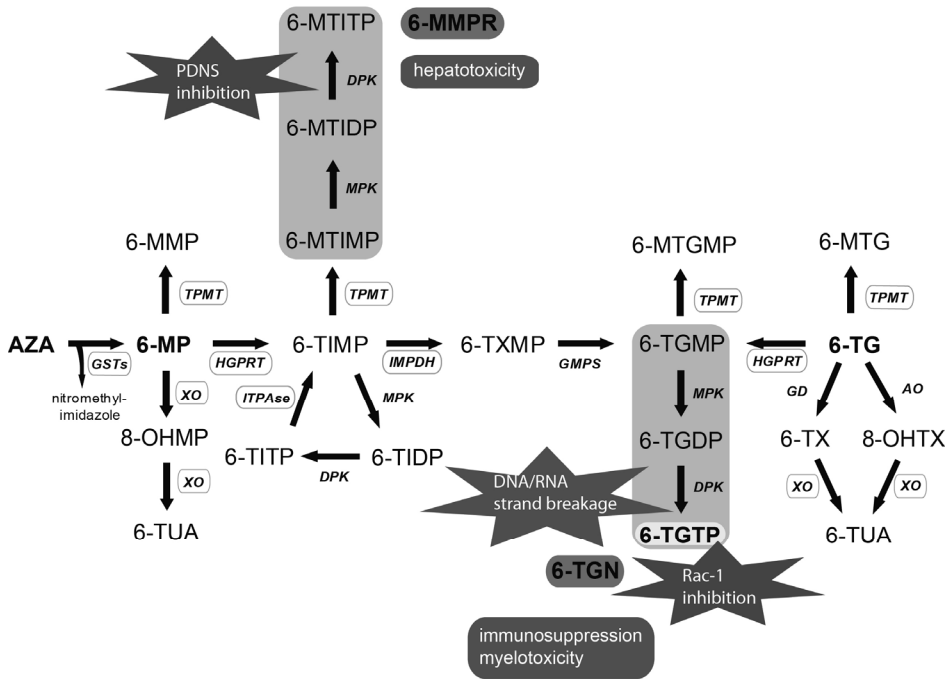 6-MTITP
6-MMPR
PDNS
inhibition
DPK
hepatotoxicity
6-MTIDP
MPK
6-MMP
6-MTIMP
6-MTGMP
6-MTG
TPMT
TPMT
TPMT
TPMT
AZA
6-MP
6-TIMP
6-TXMP
6-TGMP
6-TG
GSTs
HGPRT
IMPDH
GMPS
HGPRT
nitromethyl-
imidazole
XO
ITPAse
MPK
MPK
GD
AO
8-OHMP
6-TITP
6-TIDP
6-TGDP
6-TX
8-OHTX
DPK
XO
DNA/RNA
strand breakage
DPK
XO
XO
6-TUA
6-TGTP
6-TUA
6-TGN
Rac-1
inhibition
immunosuppression
myelotoxicity